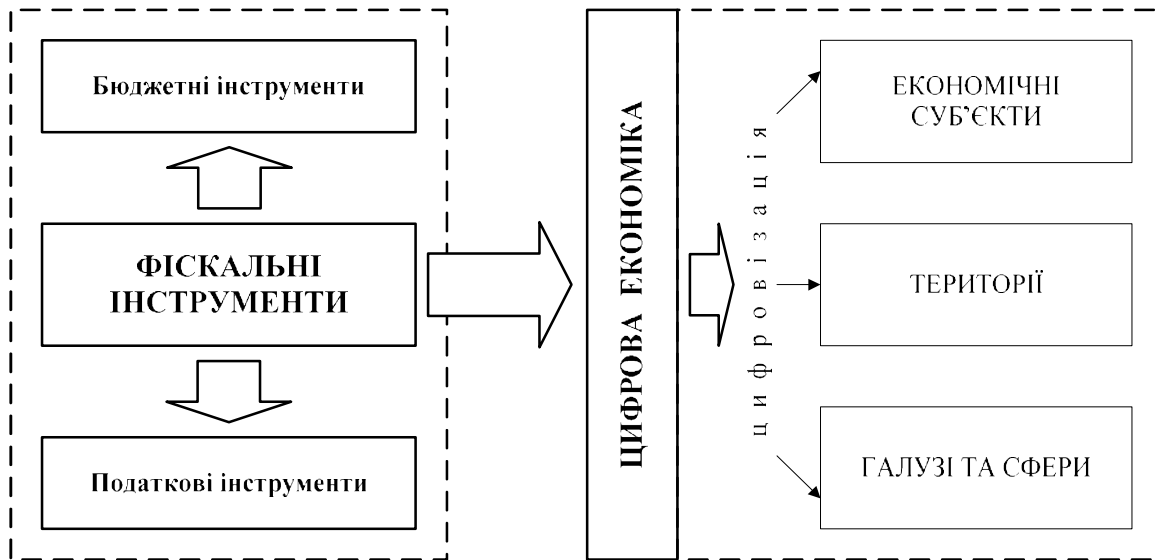 Бюджетні інструменти
ФІСКАЛЬНІ
ІНСТРУМЕНТИ
Податкові інструменти
ЦИФРОВА ЕКОНОМІКА
цифровізація
ЕКОНОМІЧНІ
СУБ’ЄКТИ
ТЕРИТОРІЇ
ГАЛУЗІ ТА СФЕРИ